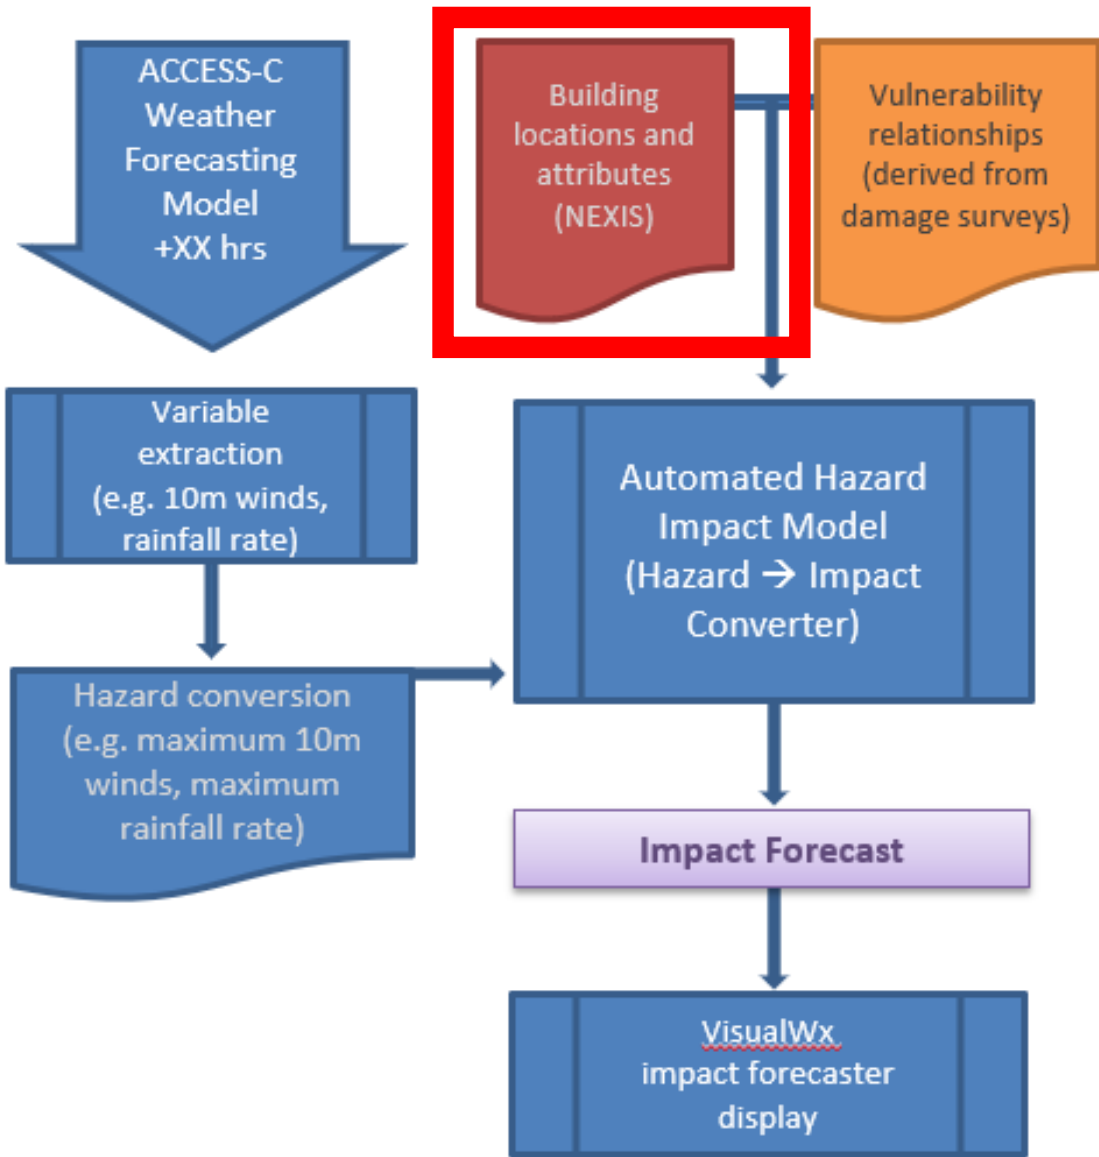 ACCESS-C
Weather
Forecasting
Model
+XX hrs
Building
locations and
attributes
(NEXIS)
Vulnerability
relationships
(derived from
damage surveys)
Variable
extraction
(e.g. 10m winds,
rainfall rate)
Automated Hazard
Impact Model
(Hazard → Impact
Converter)
Hazard conversion
(e.g. maximum 10m
winds, maximum
rainfall rate)
Impact Forecast
VisualWx
impact forecaster
display